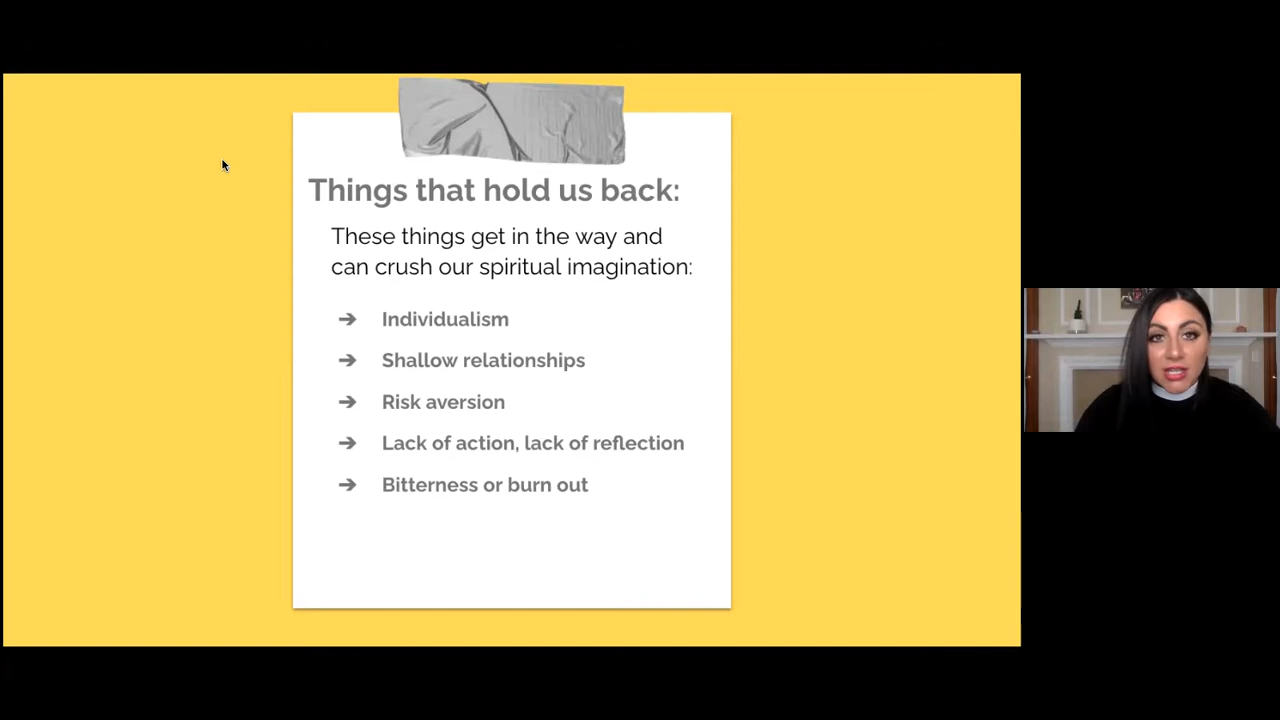 Things that hold us back:
These things get in the way and
can crush our spiritual imagination:
➔ Individualism
➔ Shallow relationships
➔ Risk aversion
➔ Lack of action, lack of reflection
➔ Bitterness or burn out